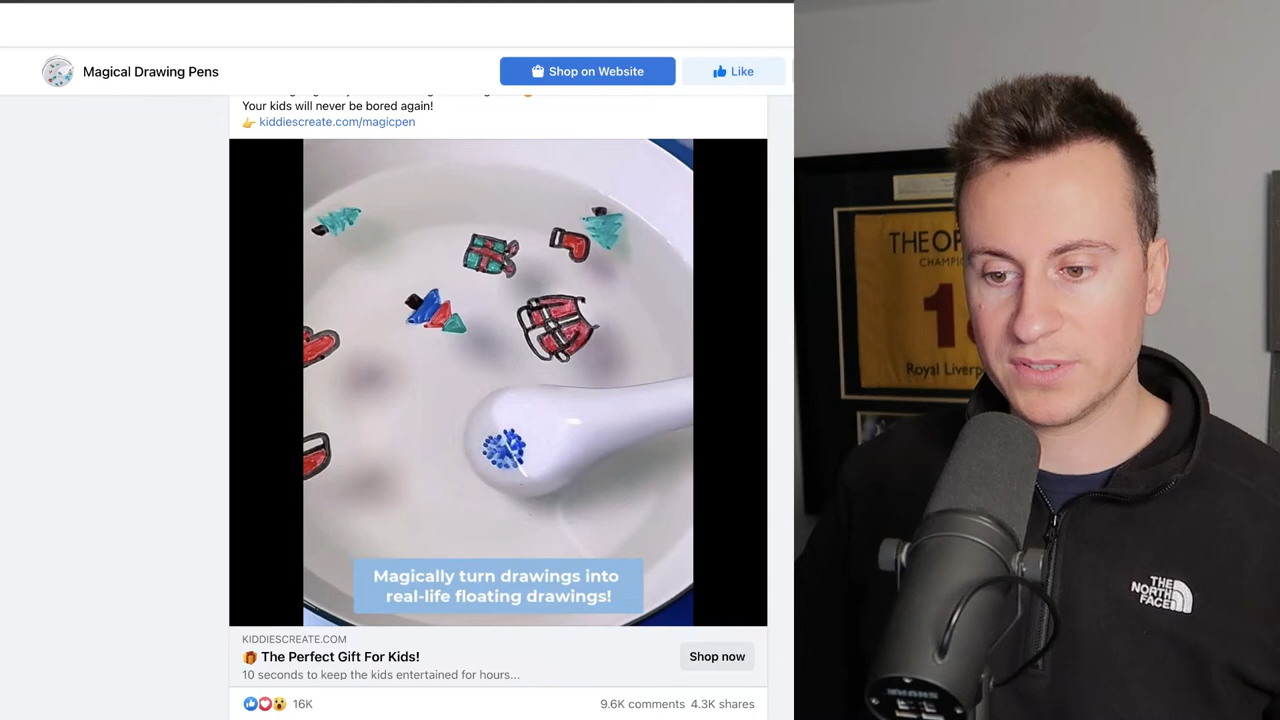 Magical Drawing Pens
Shop on Website
Like
Your kids will never be bored again!
👉 kiddiescreate.com/magicpen
THE OP
CHAMPIO
1
Royal Liverp
Magically turn drawings into
real-life floating drawings!
THE
NORTH
FACE
KIDDIESCREATE.COM
🎁 The Perfect Gift For Kids!
Shop now
10 seconds to keep the kids entertained for hours...
16K
9.6K comments 4.3K shares